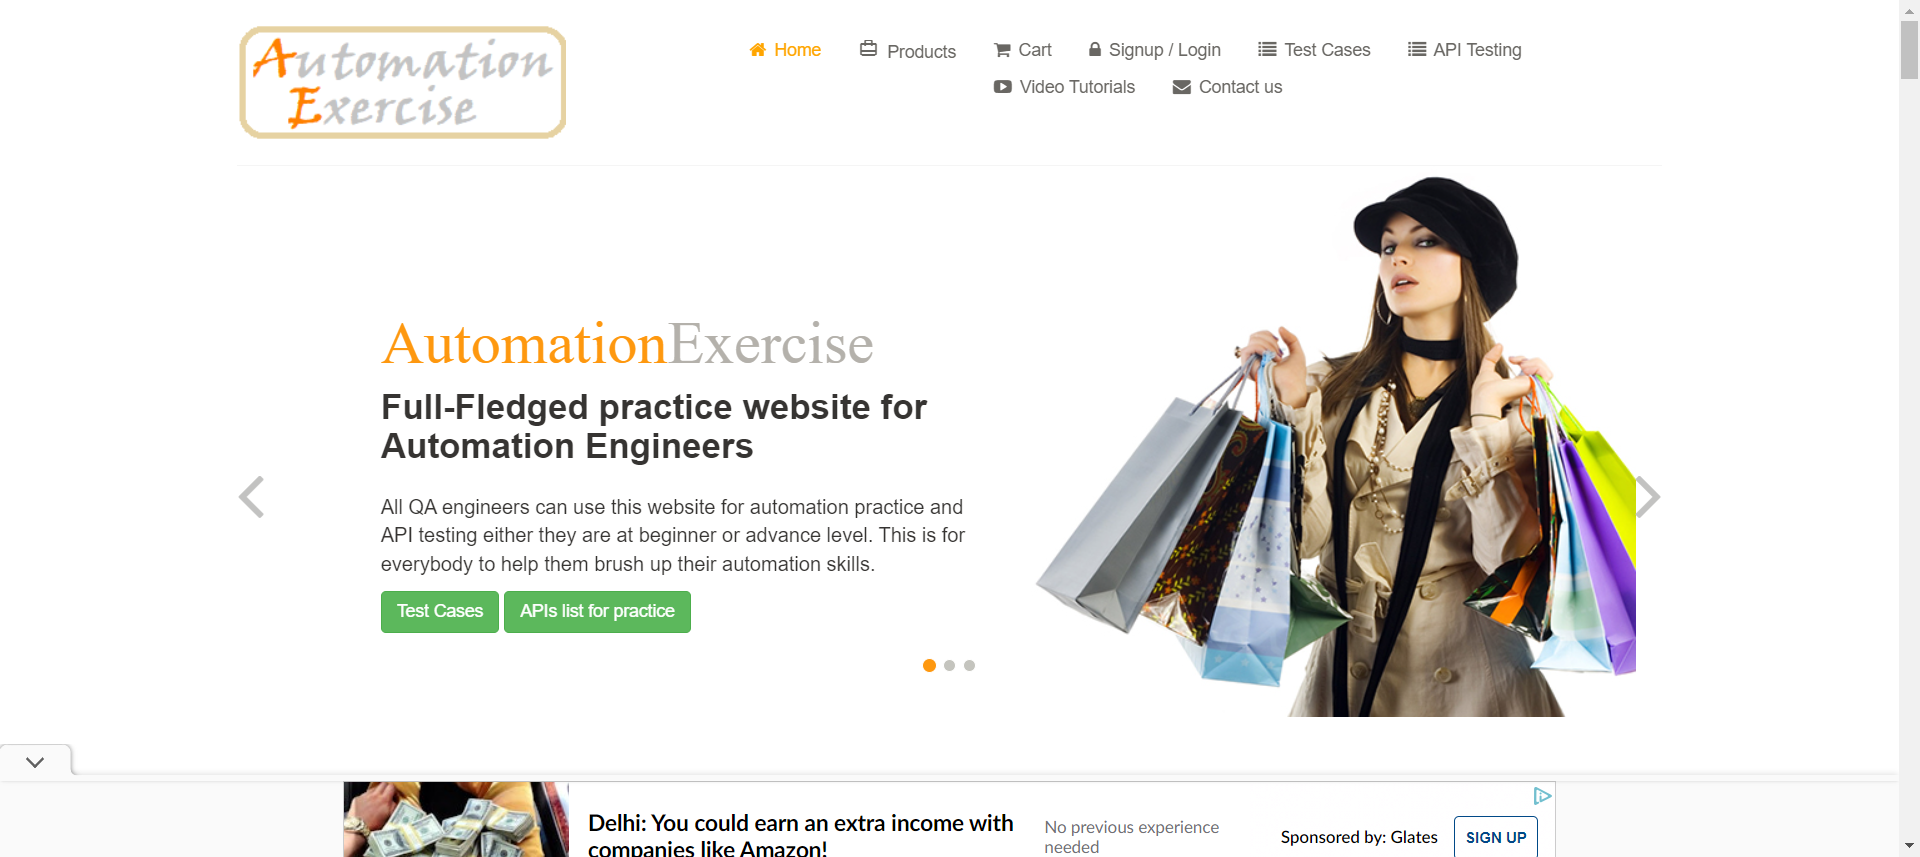 Automation
Exercise
Home
Products
Cart
Signup / Login
Test Cases
API Testing
Video Tutorials
Contact us
AutomationExercise
Full-Fledged practice website for
Automation Engineers
All QA engineers can use this website for automation practice and
API testing either they are at beginner or advance level. This is for
everybody to help them brush up their automation skills.
Test Cases
APIs list for practice
Delhi: You could earn an extra income with
companies like Amazon!
No previous experience
needed
Sponsored by: Glates
SIGN UP